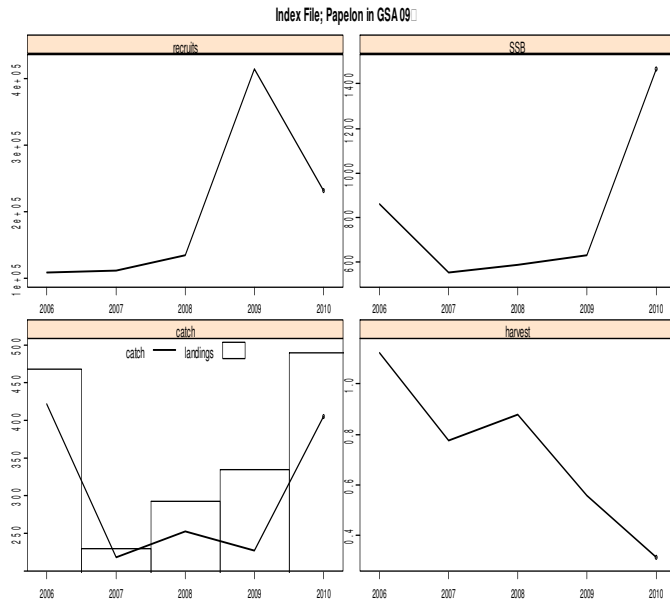 Index File; Papelon in GSA 09
recruits
SSB
4e+05
3e+05
2e+05
1e+05
1400
1200
1000
800
600
2006 2007 2008 2009 2010
2006 2007 2008 2009 2010
catch
harvest
catch landings
500
450
400
350
300
250
1.0
0.8
0.6
0.4
2006 2007 2008 2009 2010
2006 2007 2008 2009 2010